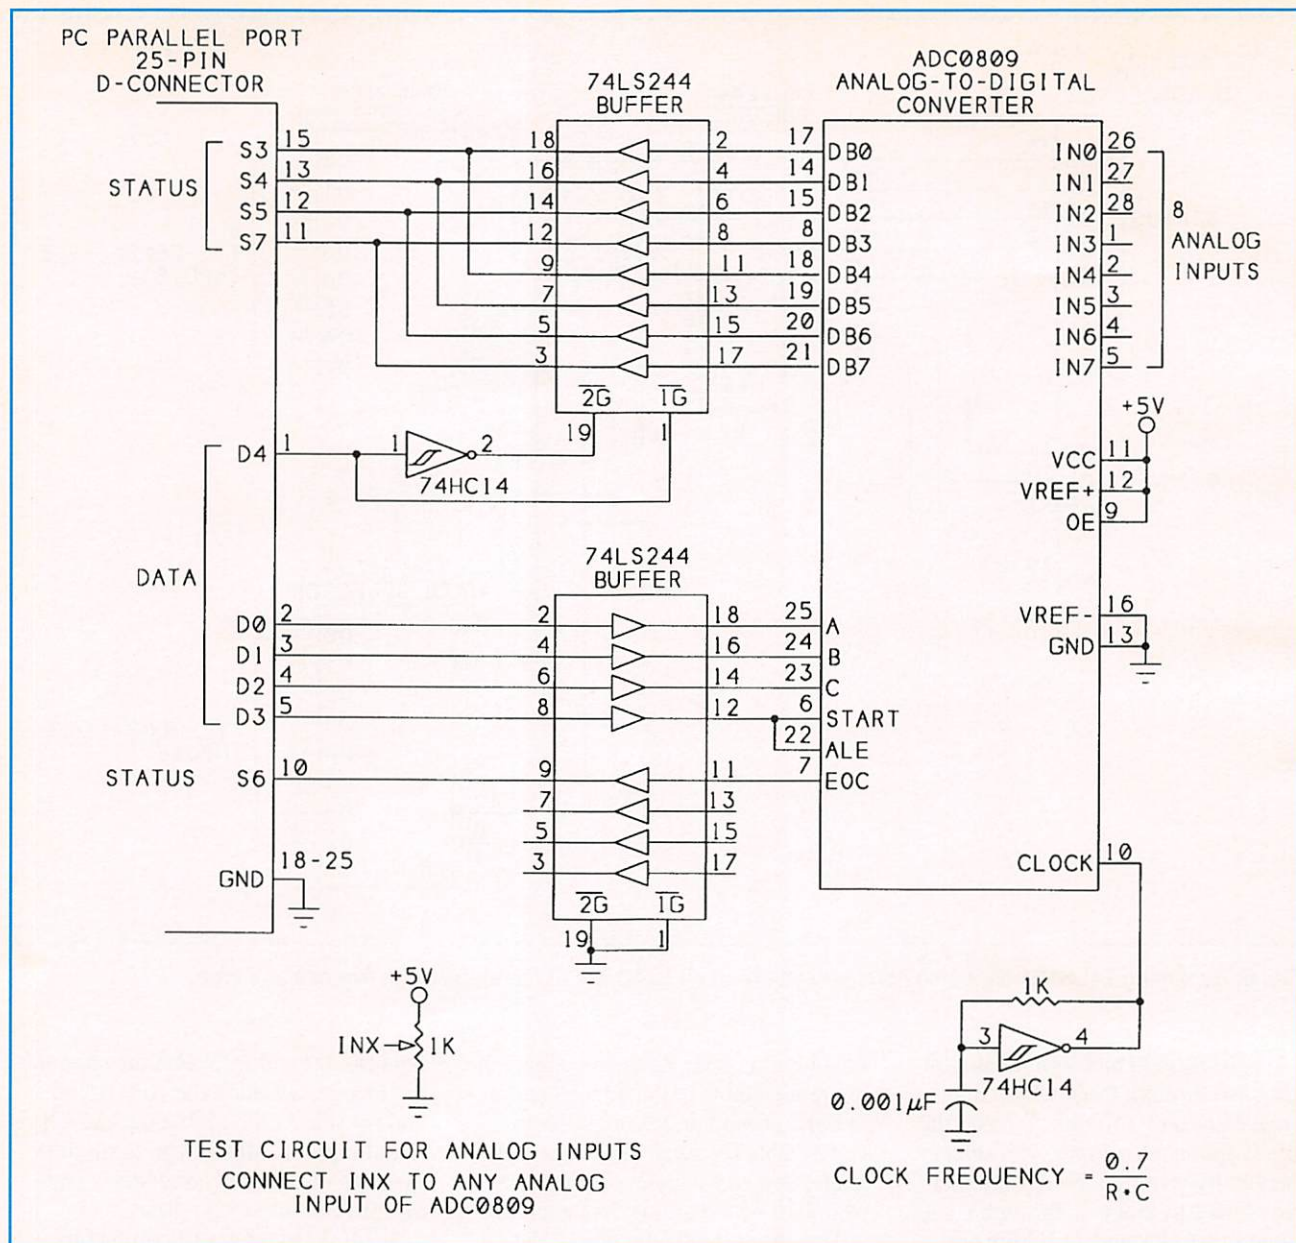 PC PARALLEL PORT
25-PIN
D-CONNECTOR
74LS244
BUFFER
ADC0809
ANALOG-TO-DIGITAL
CONVERTER
STATUS
S3 15 18 2 17 DB0 IN0 26
S4 13 16 4 14 DB1 IN1 27
S5 12 14 6 15 DB2 IN2 28
S7 11 12 8 8 DB3 IN3 1
9 11 18 DB4 IN4 2
7 13 19 DB5 IN5 3
5 15 20 DB6 IN6 4
3 17 21 DB7 IN7 5
8
ANALOG
INPUTS
2G 1G
19 1
+5V
DATA
D4 1 1 2
74HC14
VCC 11
VREF+ 12
OE 9
74LS244
BUFFER
D0 2 2 18 25 A
D1 3 4 16 24 B
D2 4 6 14 23 C
D3 5 8 12 6 START
22 ALE
VREF- 16
GND 13
STATUS S6 10 9 11 7 EOC
7 13
5 15
3 17
GND 18-25
2G 1G
19 1
CLOCK 10
+5V
INX 1K
1K
3 4
74HC14
0.001µF
TEST CIRCUIT FOR ANALOG INPUTS
CONNECT INX TO ANY ANALOG
INPUT OF ADC0809
CLOCK FREQUENCY = 0.7
R•C